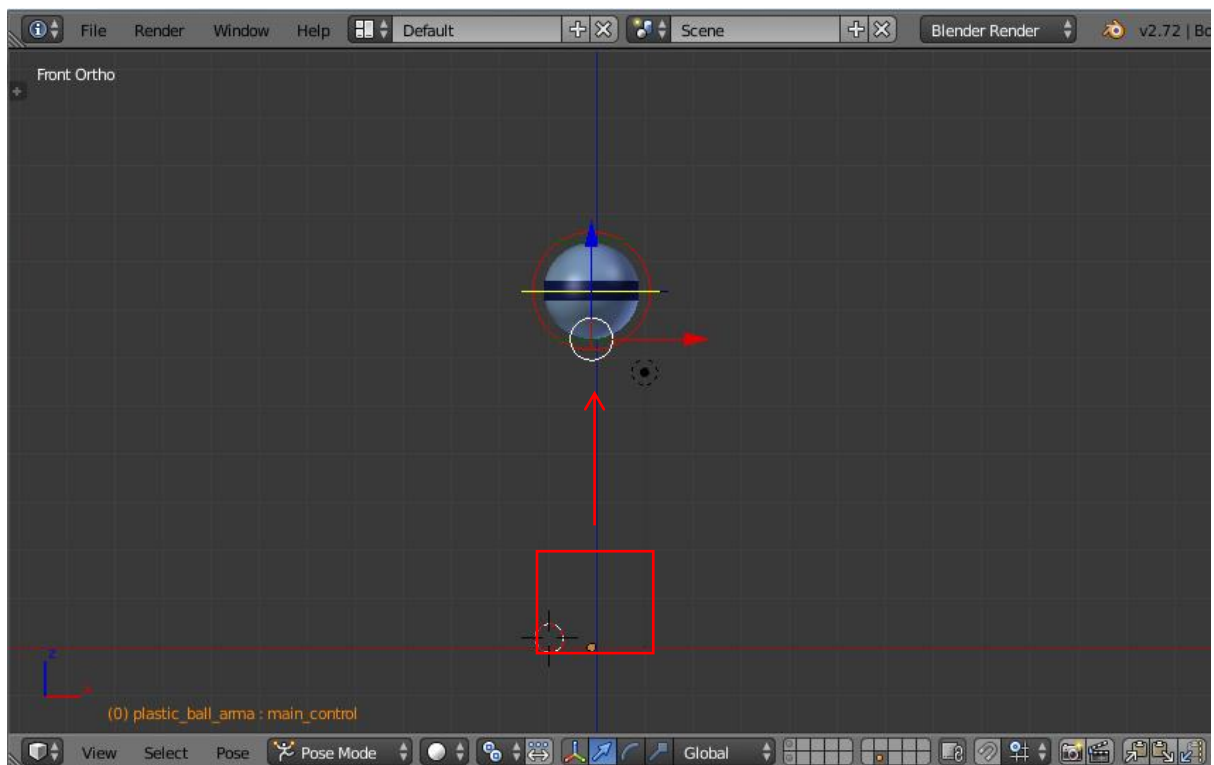 File Render Window Help Default Scene Blender Render v2.72 | Bo
Front Ortho
z
x
(0) plastic_ball_arma : main_control
View Select Pose Pose Mode Global